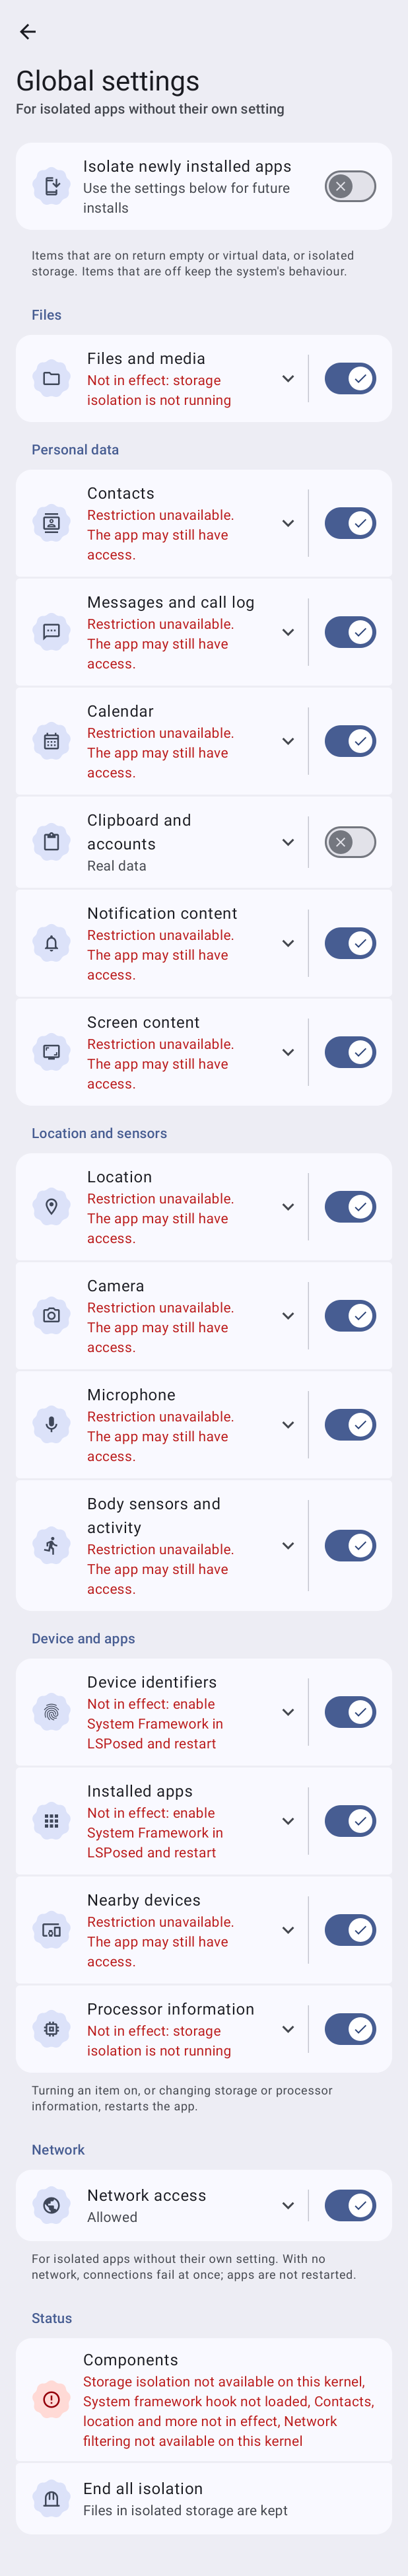 Global settings
For isolated apps without their own setting
Isolate newly installed apps
Use the settings below for future
installs
Items that are on return empty or virtual data, or isolated
storage. Items that are off keep the system's behaviour.
Files
Files and media
Not in effect: storage
isolation is not running
Personal data
Contacts
Restriction unavailable.
The app may still have
access.
Messages and call log
Restriction unavailable.
The app may still have
access.
Calendar
Restriction unavailable.
The app may still have
access.
Clipboard and
accounts
Real data
Notification content
Restriction unavailable.
The app may still have
access.
Screen content
Restriction unavailable.
The app may still have
access.
Location and sensors
Location
Restriction unavailable.
The app may still have
access.
Camera
Restriction unavailable.
The app may still have
access.
Microphone
Restriction unavailable.
The app may still have
access.
Body sensors and
activity
Restriction unavailable.
The app may still have
access.
Device and apps
Device identifiers
Not in effect: enable
System Framework in
LSPosed and restart
Installed apps
Not in effect: enable
System Framework in
LSPosed and restart
Nearby devices
Restriction unavailable.
The app may still have
access.
Processor information
Not in effect: storage
isolation is not running
Turning an item on, or changing storage or processor
information, restarts the app.
Network
Network access
Allowed
For isolated apps without their own setting. With no
network, connections fail at once; apps are not restarted.
Status
Components
Storage isolation not available on this kernel,
System framework hook not loaded, Contacts,
location and more not in effect, Network
filtering not available on this kernel
End all isolation
Files in isolated storage are kept